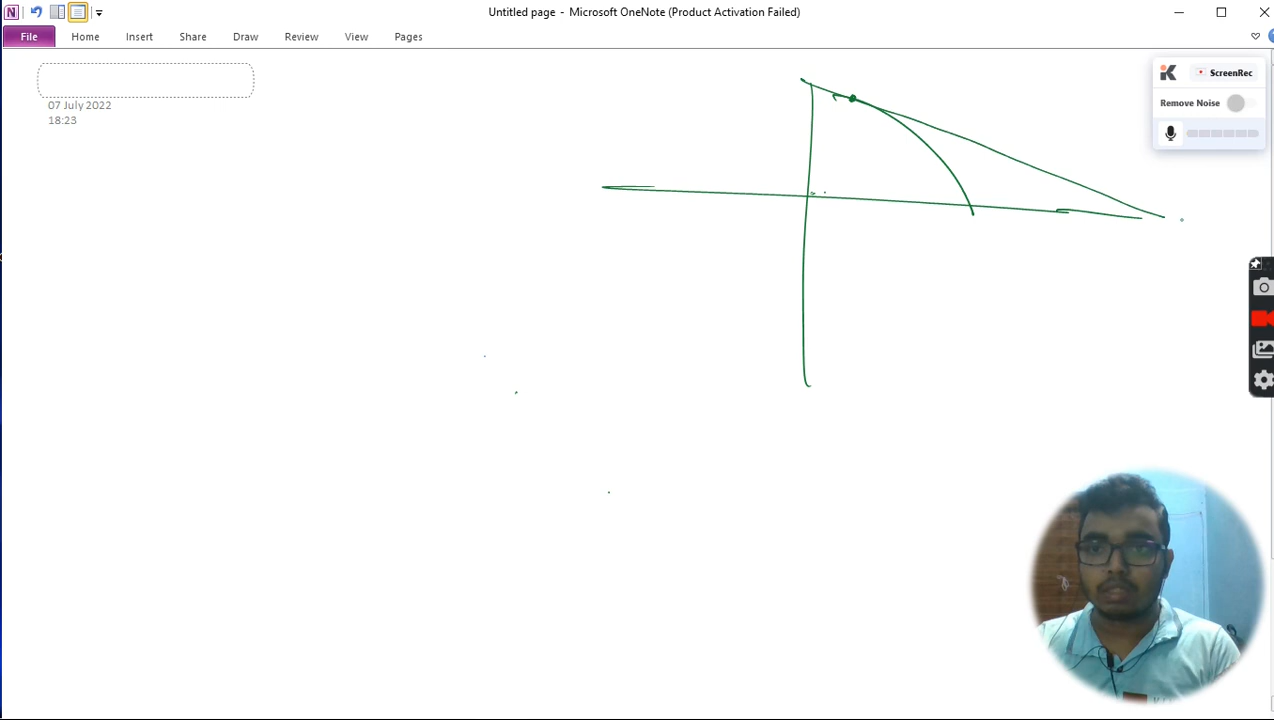 Untitled page - Microsoft OneNote (Product Activation Failed)
File Home Insert Share Draw Review View Pages
ScreenRec
Remove Noise
07 July 2022
18:23